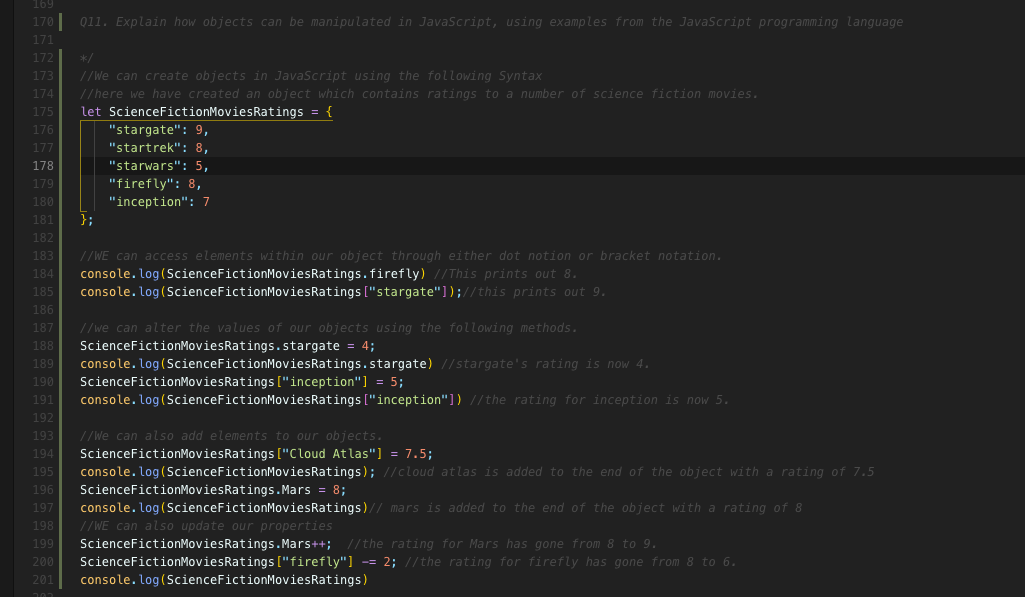 169
170 Q11. Explain how objects can be manipulated in JavaScript, using examples from the JavaScript programming language
171
172 */
173 //We can create objects in JavaScript using the following Syntax
174 //here we have created an object which contains ratings to a number of science fiction movies.
175 let ScienceFictionMoviesRatings = {
176 "stargate": 9,
177 "startrek": 8,
178 "starwars": 5,
179 "firefly": 8,
180 "inception": 7
181 };
182
183 //WE can access elements within our object through either dot notion or bracket notation.
184 console.log(ScienceFictionMoviesRatings.firefly) //This prints out 8.
185 console.log(ScienceFictionMoviesRatings["stargate"]);//this prints out 9.
186
187 //we can alter the values of our objects using the following methods.
188 ScienceFictionMoviesRatings.stargate = 4;
189 console.log(ScienceFictionMoviesRatings.stargate) //stargate's rating is now 4.
190 ScienceFictionMoviesRatings["inception"] = 5;
191 console.log(ScienceFictionMoviesRatings["inception"]) //the rating for inception is now 5.
192
193 //We can also add elements to our objects.
194 ScienceFictionMoviesRatings["Cloud Atlas"] = 7.5;
195 console.log(ScienceFictionMoviesRatings); //cloud atlas is added to the end of the object with a rating of 7.5
196 ScienceFictionMoviesRatings.Mars = 8;
197 console.log(ScienceFictionMoviesRatings)// mars is added to the end of the object with a rating of 8
198 //WE can also update our properties
199 ScienceFictionMoviesRatings.Mars++; //the rating for Mars has gone from 8 to 9.
200 ScienceFictionMoviesRatings["firefly"] -= 2; //the rating for firefly has gone from 8 to 6.
201 console.log(ScienceFictionMoviesRatings)
202